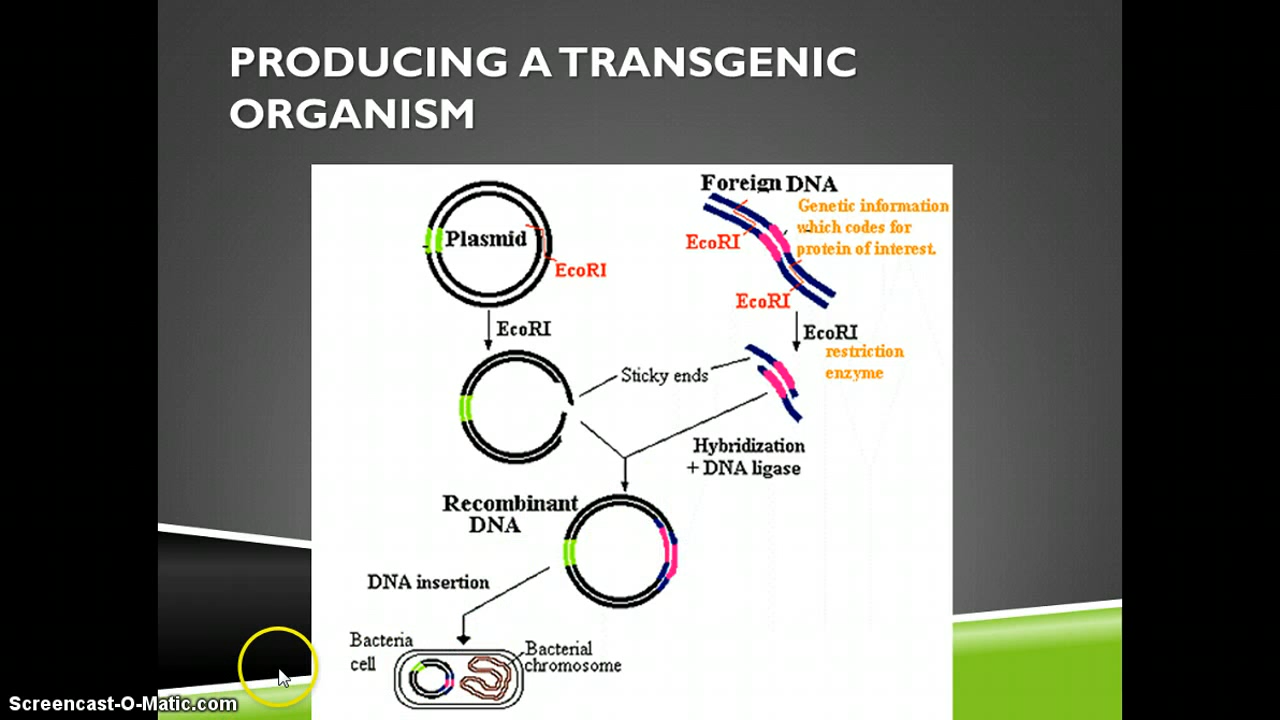 PRODUCING A TRANSGENIC
ORGANISM
Foreign DNA
Genetic information
which codes for
protein of interest.
Plasmid
EcoRI
EcoRI
EcoRI
EcoRI
EcoRI
restriction
enzyme
Sticky ends
Hybridization
+ DNA ligase
Recombinant
DNA
DNA insertion
Bacteria
cell
Bacterial
chromosome
Screencast-O-Matic.com